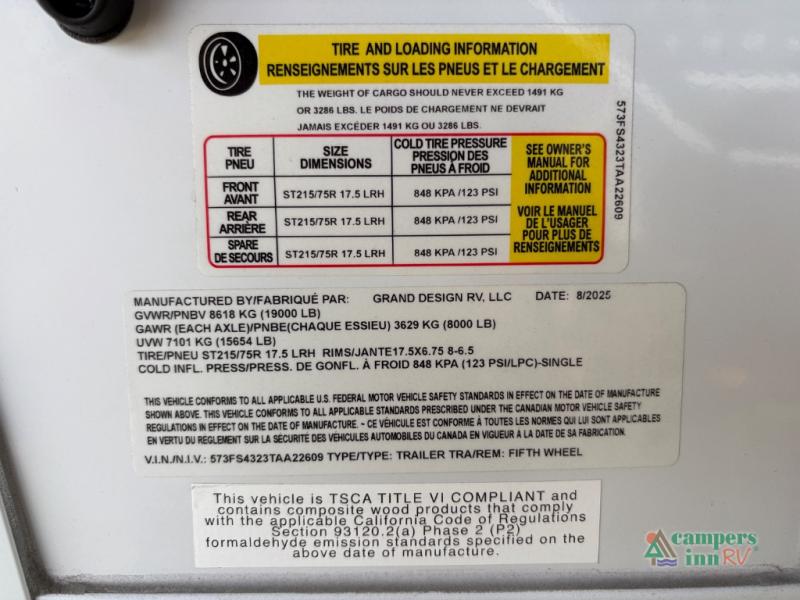 TIRE AND LOADING INFORMATION
RENSEIGNEMENTS SUR LES PNEUS ET LE CHARGEMENT
THE WEIGHT OF CARGO SHOULD NEVER EXCEED 1491 KG
OR 3286 LBS. LE POIDS DE CHARGEMENT NE DEVRAIT
JAMAIS EXCÉDER 1491 KG OU 3286 LBS.
TIRE
PNEU
SIZE
DIMENSIONS
COLD TIRE PRESSURE
PRESSION DES
PNEUS À FROID
FRONT
AVANT
ST215/75R 17.5 LRH
848 KPA /123 PSI
REAR
ARRIÈRE
ST215/75R 17.5 LRH
848 KPA /123 PSI
SPARE
DE SECOURS
ST215/75R 17.5 LRH
848 KPA /123 PSI
SEE OWNER'S
MANUAL FOR
ADDITIONAL
INFORMATION
VOIR LE MANUEL
DE L'USAGER
POUR PLUS DE
RENSEIGNEMENTS
573FS4323TAA22609
MANUFACTURED BY/FABRIQUÉ PAR: GRAND DESIGN RV, LLC DATE: 8/2025
GVWR/PNBV 8618 KG (19000 LB)
GAWR (EACH AXLE)/PNBE(CHAQUE ESSIEU) 3629 KG (8000 LB)
UVW 7101 KG (15654 LB)
TIRE/PNEU ST215/75R 17.5 LRH RIMS/JANTE17.5X6.75 8-6.5
COLD INFL. PRESS/PRESS. DE GONFL. À FROID 848 KPA (123 PSI/LPC)-SINGLE
THIS VEHICLE CONFORMS TO ALL APPLICABLE U.S. FEDERAL MOTOR VEHICLE SAFETY STANDARDS IN EFFECT ON THE DATE OF MANUFACTURE
SHOWN ABOVE. THIS VEHICLE CONFORMS TO ALL APPLICABLE STANDARDS PRESCRIBED UNDER THE CANADIAN MOTOR VEHICLE SAFETY
REGULATIONS IN EFFECT ON THE DATE OF MANUFACTURE. - CE VÉHICULE EST CONFORME À TOUTES LES NORMES QUI LUI SONT APPLICABLES
EN VERTU DU RÈGLEMENT SUR LA SÉCURITÉ DES VÉHICULES AUTOMOBILES DU CANADA EN VIGUEUR À LA DATE DE SA FABRICATION.
V.I.N./N.I.V.: 573FS4323TAA22609 TYPE/TYPE: TRAILER TRA/REM: FIFTH WHEEL
This vehicle is TSCA TITLE VI COMPLIANT and
contains composite wood products that comply
with the applicable California Code of Regulations
Section 93120.2(a) Phase 2 (P2)
formaldehyde emission standards specified on the
above date of manufacture.
campers
inn RV